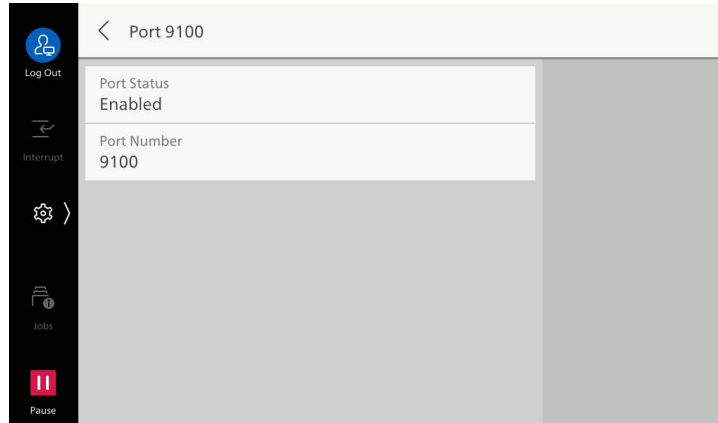 Port 9100
Log Out
Port Status
Enabled
Port Number
9100
Interrupt
Jobs
Pause